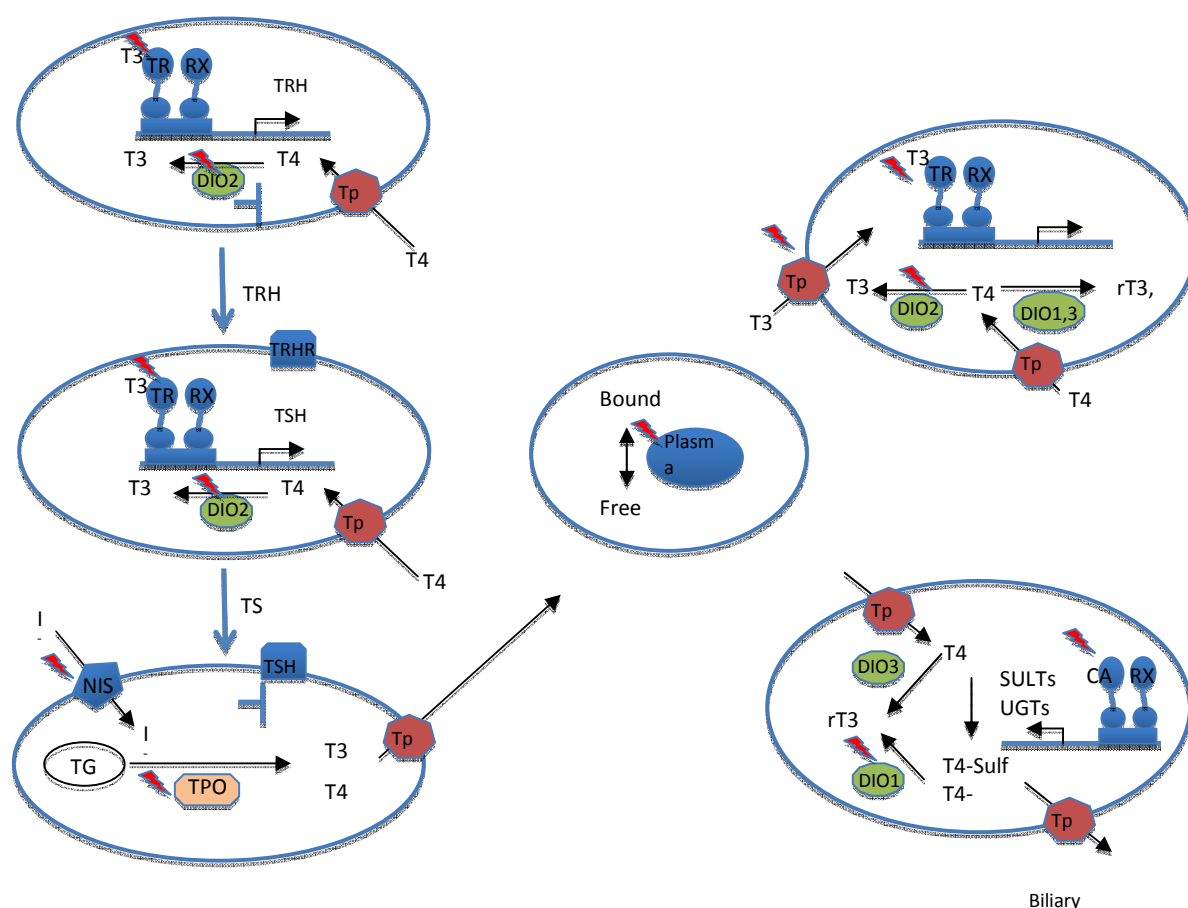 T3
TR RX
TRH
T3 T4
DIO2
Tp
T4
TRH
TRHR
T3
TR RX
TSH
T3 T4
DIO2
Tp
T4
TS
I
-
NIS
TSH
I
-
TG
TPO
T3
T4
Tp
Bound
Plasm
a
Free
T3
TR RX
Tp
T3
T3 T4 rT3,
DIO2 DIO1,3
Tp
T4
Tp
DIO3
T4
CA RX
SULTs
UGTs
rT3
DIO1
T4-Sulf
T4-
Tp
Biliary